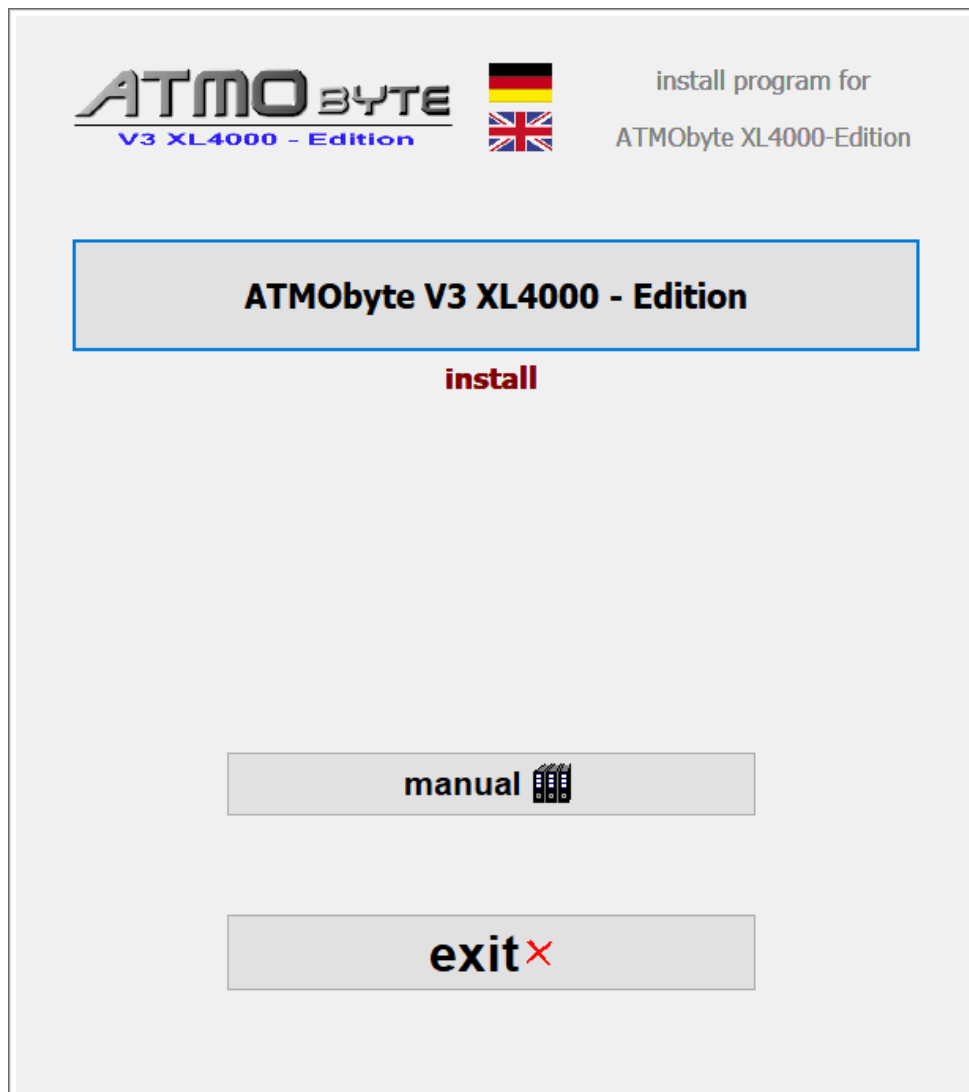 ATMO BYTE
V3 XL4000 - Edition
install program for
ATMObyte XL4000-Edition
ATMObyte V3 XL4000 - Edition
install
manual
exit